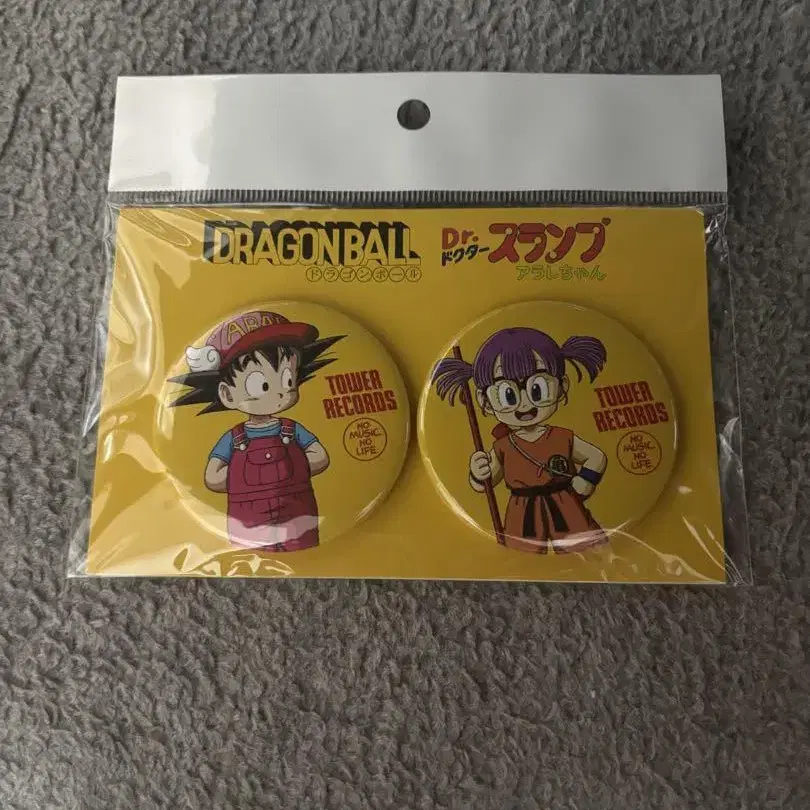 DRAGONBALL
ドラゴンボール
Dr.
ドクター
スランプ
アラレちゃん
ARALE
TOWER
RECORDS
NO
MUSIC.
NO
LIFE.
TOWER
RECORDS
NO
MUSIC.
NO
LIFE.
亀